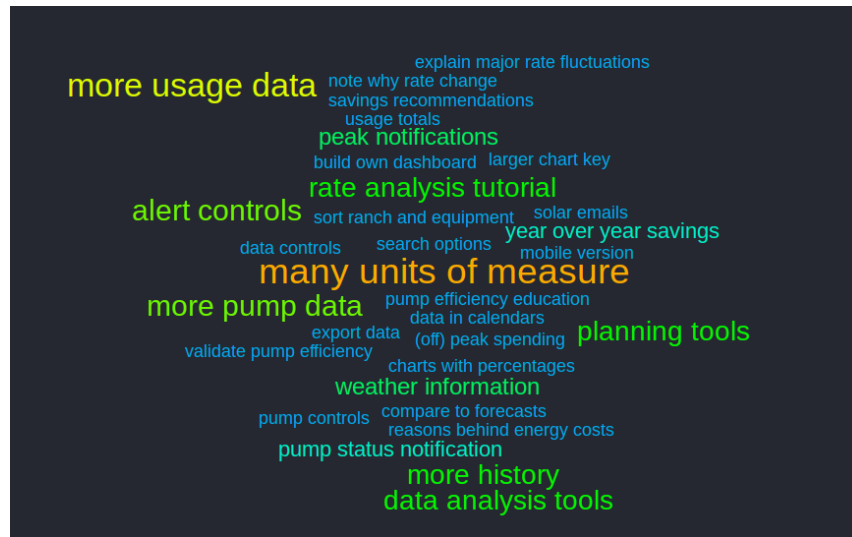 explain major rate fluctuations
more usage data
note why rate change
savings recommendations
usage totals
peak notifications
build own dashboard
larger chart key
rate analysis tutorial
alert controls
sort ranch and equipment
solar emails
year over year savings
data controls
search options
mobile version
many units of measure
more pump data
pump efficiency education
data in calendars
export data
(off) peak spending
planning tools
validate pump efficiency
charts with percentages
weather information
pump controls
compare to forecasts
reasons behind energy costs
pump status notification
more history
data analysis tools